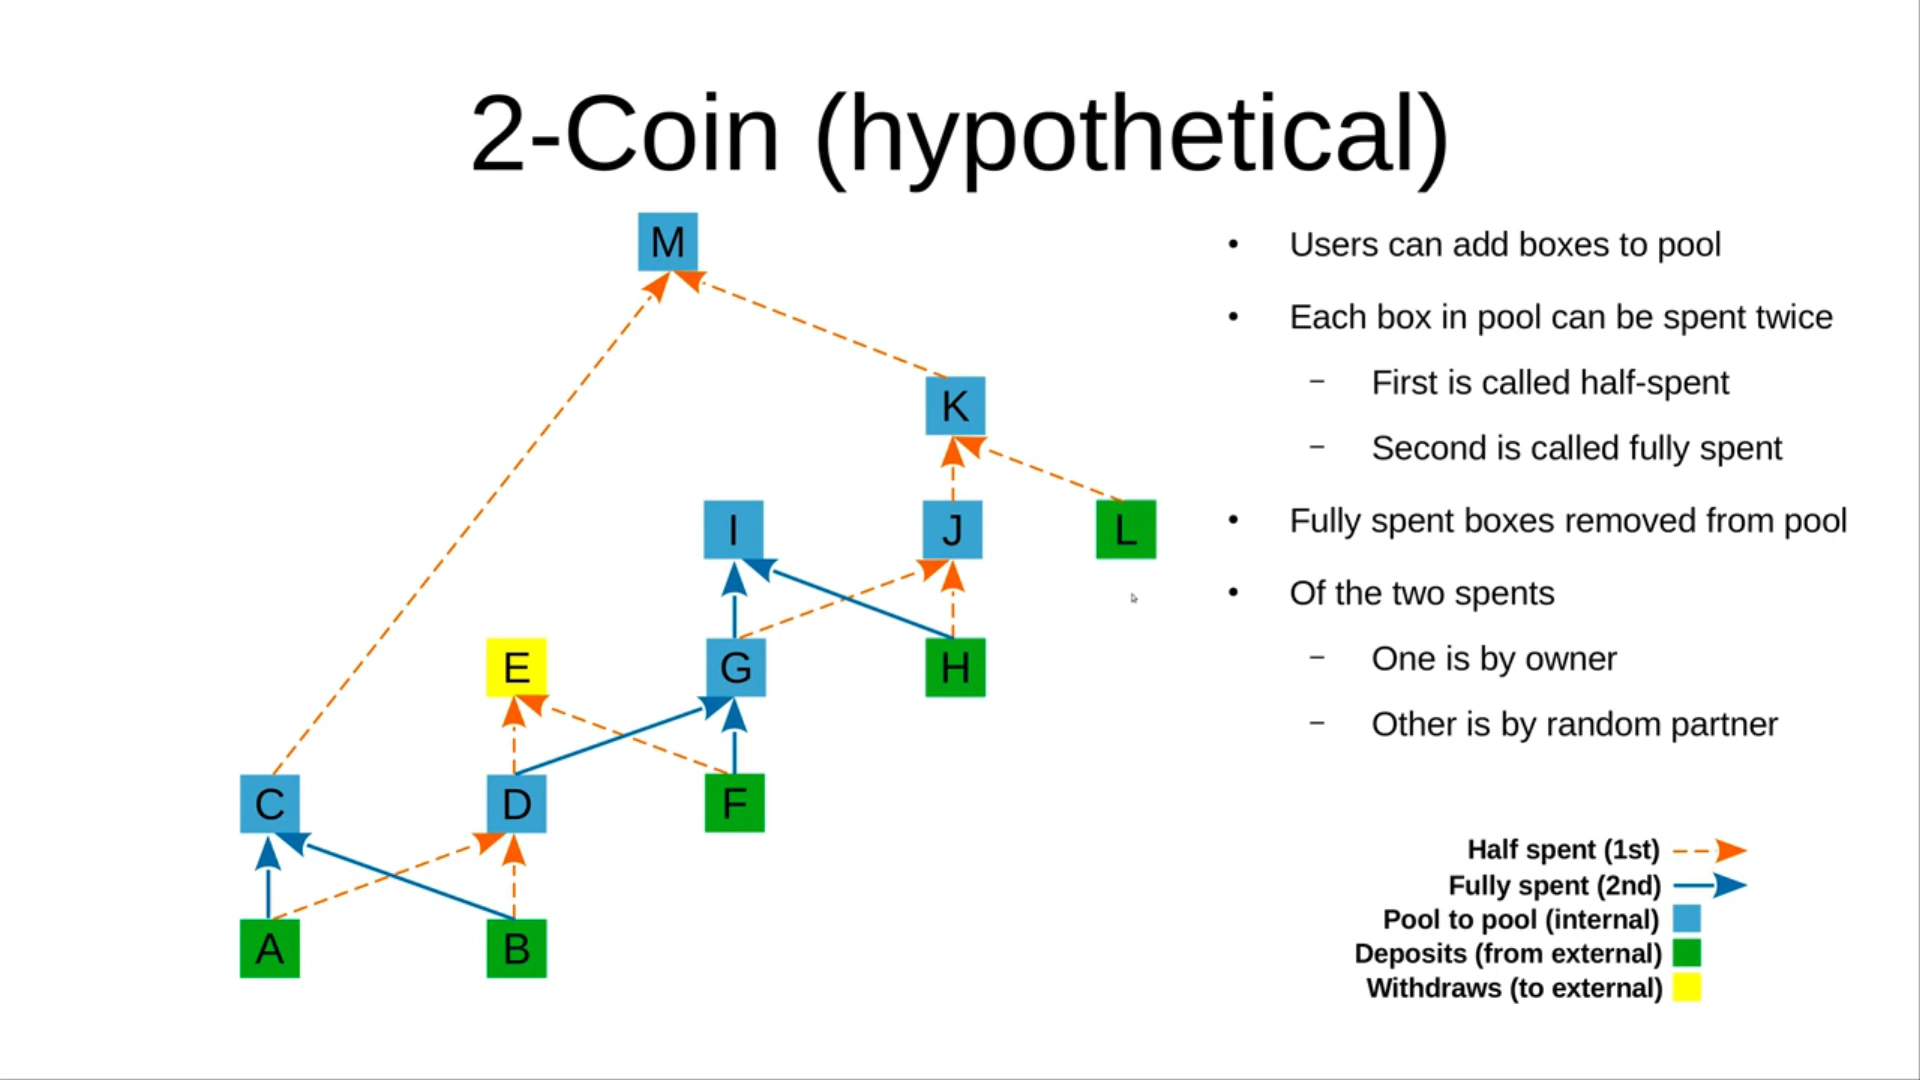 2-Coin (hypothetical)
M
K
I
J
L
E
G
H
C
D
F
A
B
• Users can add boxes to pool
• Each box in pool can be spent twice
– First is called half-spent
– Second is called fully spent
• Fully spent boxes removed from pool
• Of the two spents
– One is by owner
– Other is by random partner
Half spent (1st)
Fully spent (2nd)
Pool to pool (internal)
Deposits (from external)
Withdraws (to external)